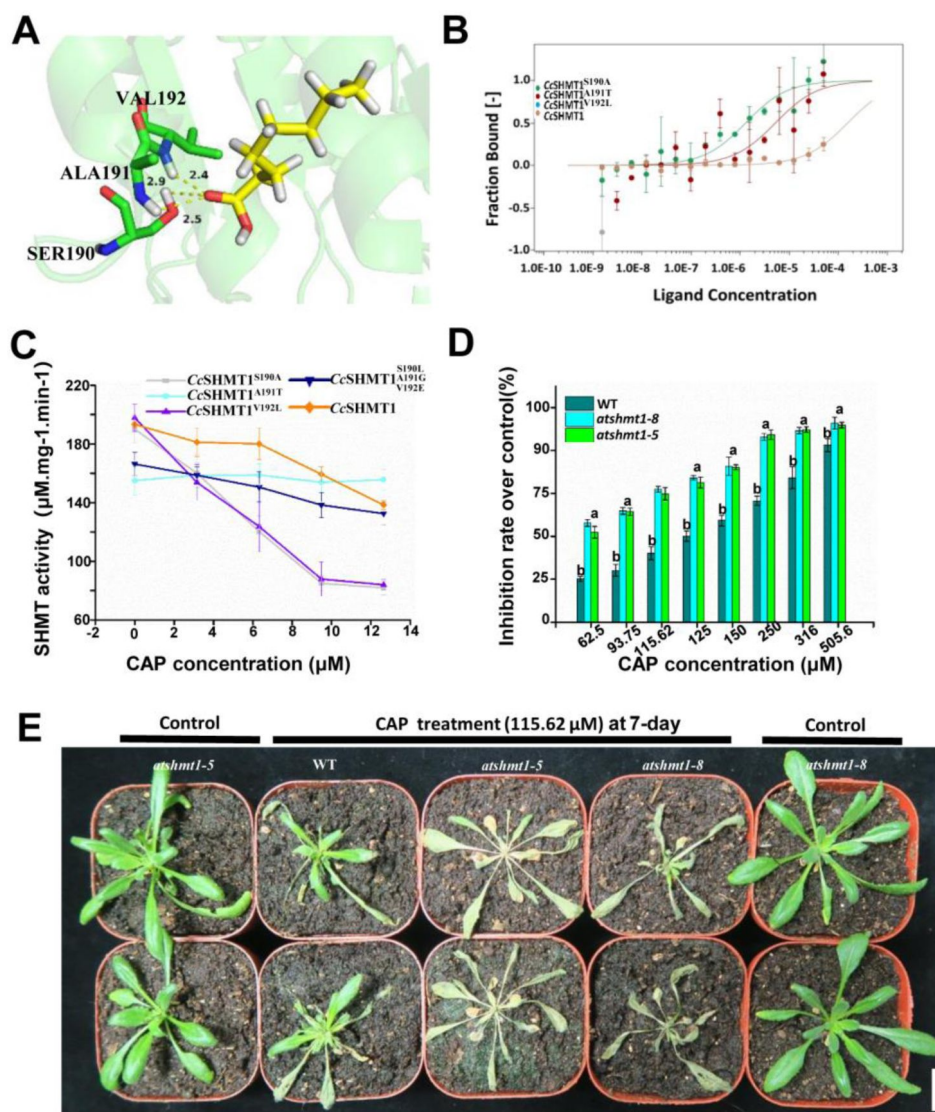 A
VAL192
ALA191
SER190
2.9
2.4
2.5
B
Fraction Bound [-]
1.0
0.5
0.0
-0.5
-1.0
CcSHMT1S190A
CcSHMT1A191T
CcSHMT1V192L
CcSHMT1
1.0E-10 1.0E-9 1.0E-8 1.0E-7 1.0E-6 1.0E-5 1.0E-4 1.0E-3
Ligand Concentration
C
SHMT activity (μM.mg-1.min-1)
220
180
140
100
60
CcSHMT1S190A
CcSHMT1A191T
CcSHMT1V192L
CcSHMT1S190L A191G V192E
CcSHMT1
-2 0 2 4 6 8 10 12 14
CAP concentration (μM)
D
Inhibition rate over control(%)
100
75
50
25
0
WT
atshmt1-8
atshmt1-5
a a a a a a a a
b b b b b b b b
62.5 93.75 115.62 125 150 250 316 505.6
CAP concentration (μM)
E
Control
CAP treatment (115.62 μM) at 7-day
Control
atshmt1-5 WT atshmt1-5 atshmt1-8 atshmt1-8